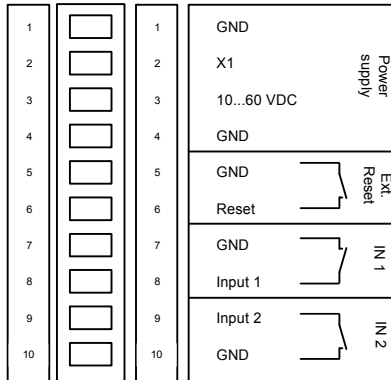 1 1 GND
2 2 X1
3 3 10...60 VDC
4 4 GND
Power
supply
5 5 GND
6 6 Reset
Ext.
Reset
7 7 GND
8 8 Input 1
IN 1
9 9 Input 2
10 10 GND
IN 2